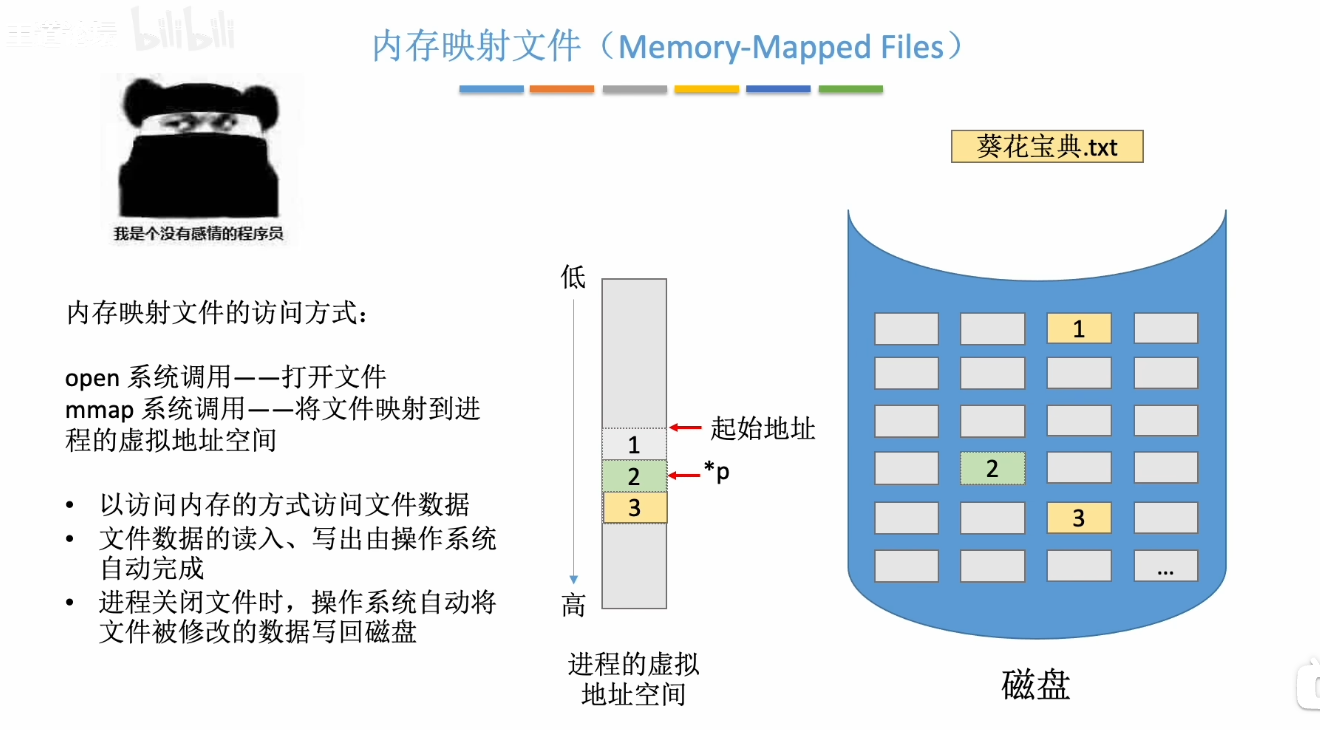 bilibili
内存映射文件（Memory-Mapped Files）
葵花宝典.txt
我是个没有感情的程序员
内存映射文件的访问方式：
open 系统调用——打开文件
mmap 系统调用——将文件映射到进
程的虚拟地址空间
• 以访问内存的方式访问文件数据
• 文件数据的读入、写出由操作系统
自动完成
• 进程关闭文件时，操作系统自动将
文件被修改的数据写回磁盘
低
起始地址
1
2
*p
3
高
进程的虚拟
地址空间
1
2
3
...
磁盘